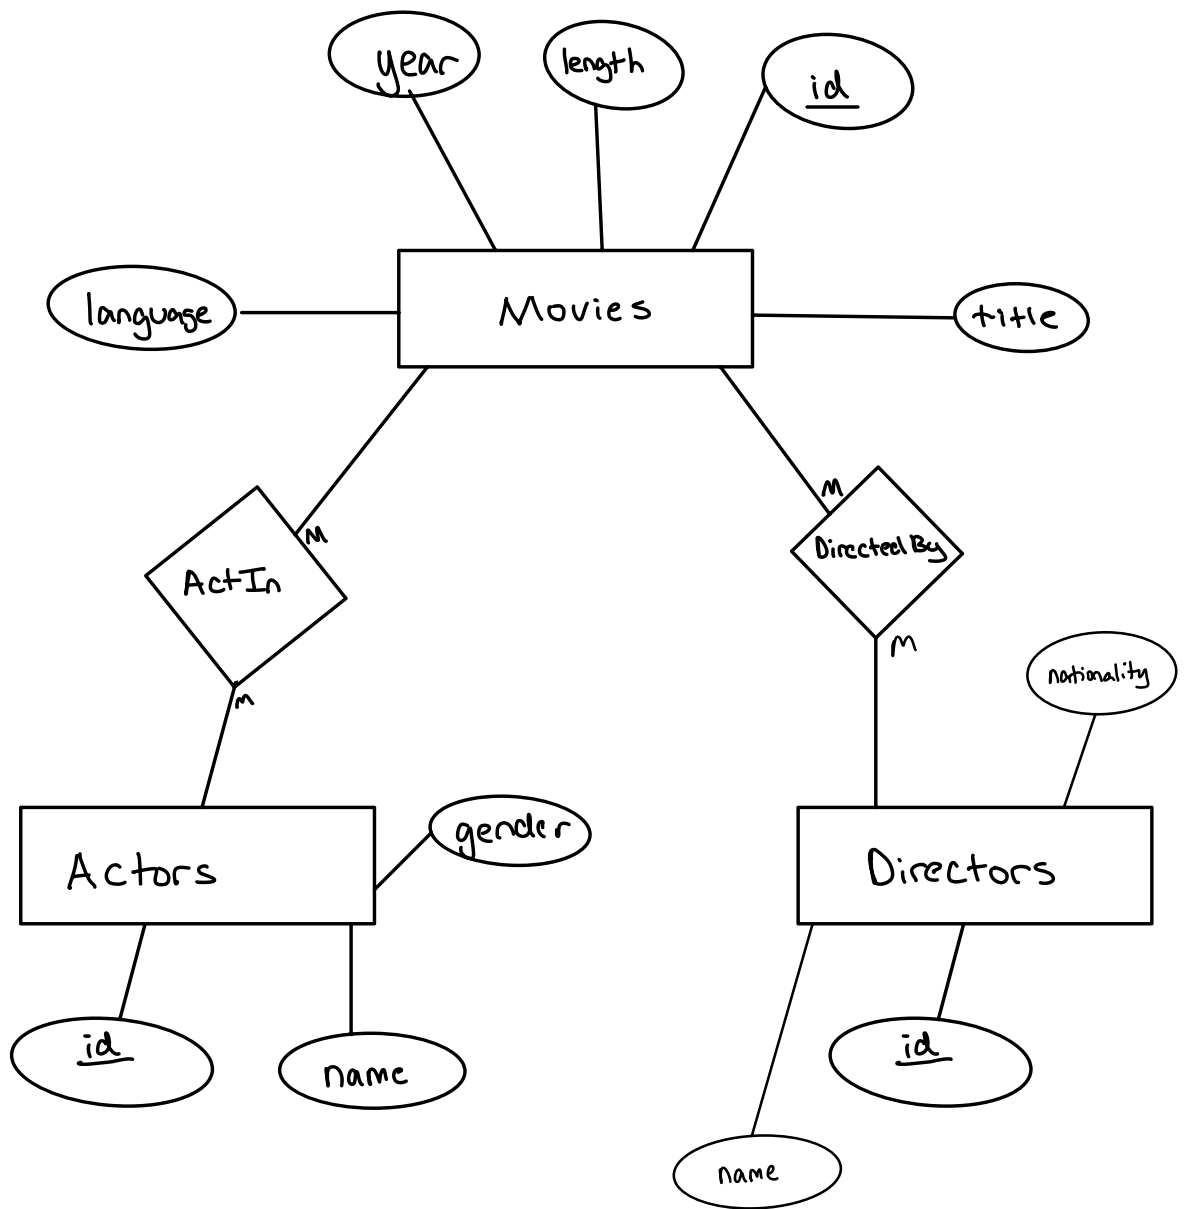 year
length
id
language
Movies
title
M
M
ActIn
DirectedBy
M
M
nationality
gender
Actors
Directors
id
name
id
name